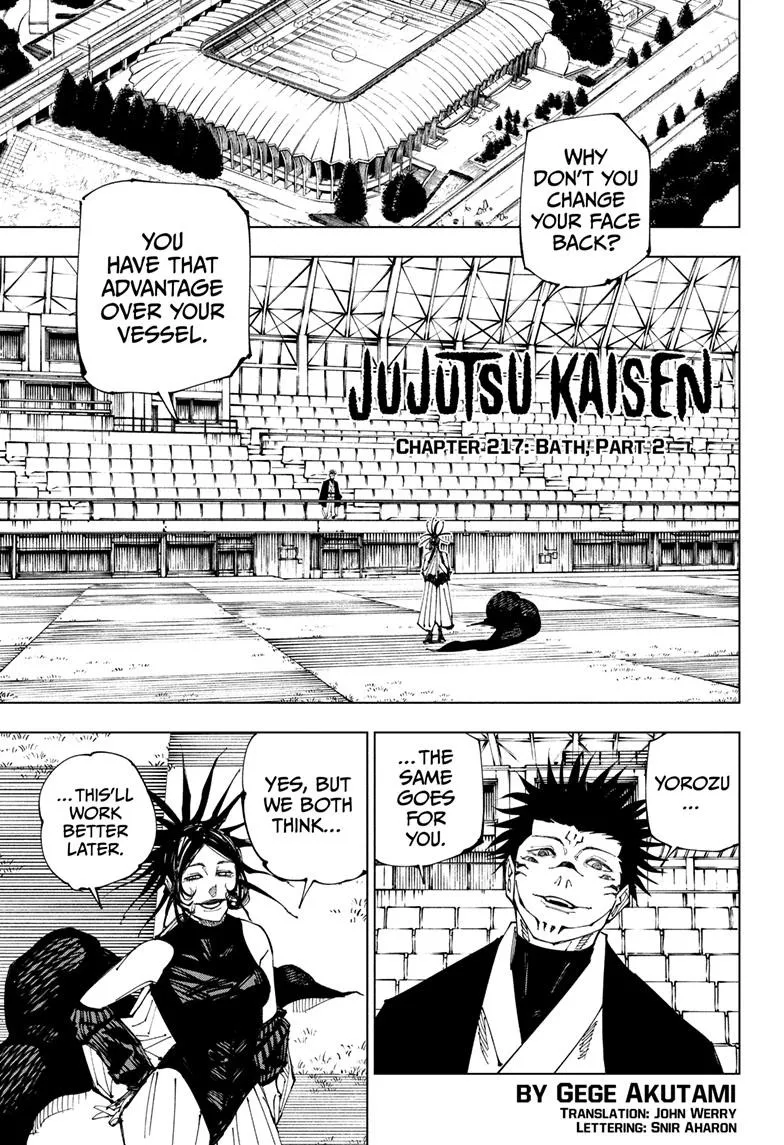 WHY
DON'T YOU
CHANGE
YOUR FACE
BACK?
YOU
HAVE THAT
ADVANTAGE
OVER YOUR
VESSEL.
JUJUTSU KAISEN
CHAPTER 217: BATH, PART 2
YOROZU
...
...THE
SAME
GOES
FOR
YOU.
YES, BUT
WE BOTH
THINK...
...THIS'LL
WORK
BETTER
LATER.
BY GEGE AKUTAMI
TRANSLATION: JOHN WERRY
LETTERING: SNIR AHARON